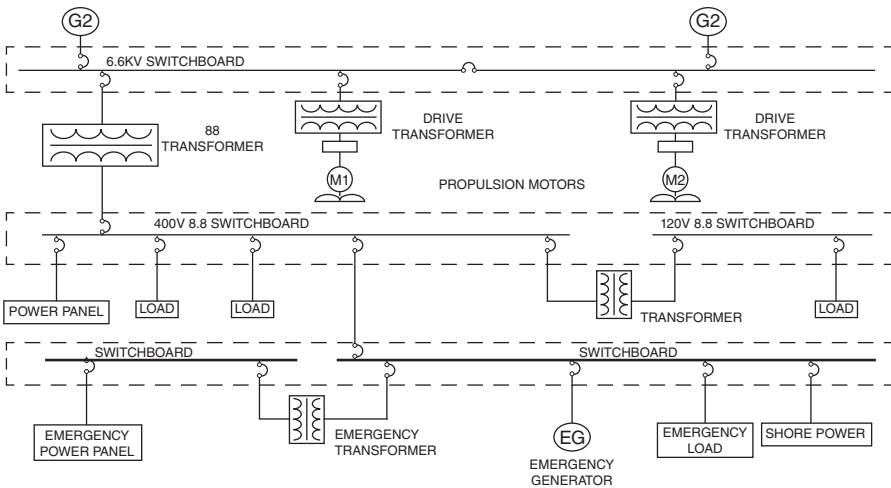 G2
G2
6.6KV SWITCHBOARD
88
TRANSFORMER
DRIVE
TRANSFORMER
DRIVE
TRANSFORMER
M1
PROPULSION MOTORS
M2
400V 8.8 SWITCHBOARD
120V 8.8 SWITCHBOARD
POWER PANEL
LOAD
LOAD
TRANSFORMER
LOAD
SWITCHBOARD
SWITCHBOARD
EMERGENCY
POWER PANEL
EMERGENCY
TRANSFORMER
EG
EMERGENCY
GENERATOR
EMERGENCY
LOAD
SHORE POWER